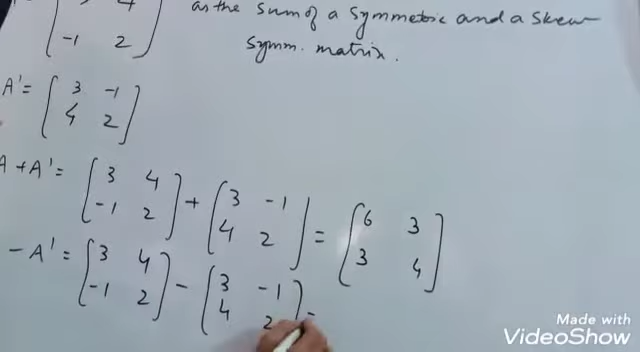 4
-1 2
as the sum of a symmetric and a skew
symm. matrix.
A' = [ 3 -1
4 2 ]
A + A' = [ 3 4
-1 2 ] + [ 3 -1
4 2 ] = [ 6 3
3 4 ]
- A' = [ 3 4
-1 2 ] - [ 3 -1
4 2 ] =
Made with
VideoShow